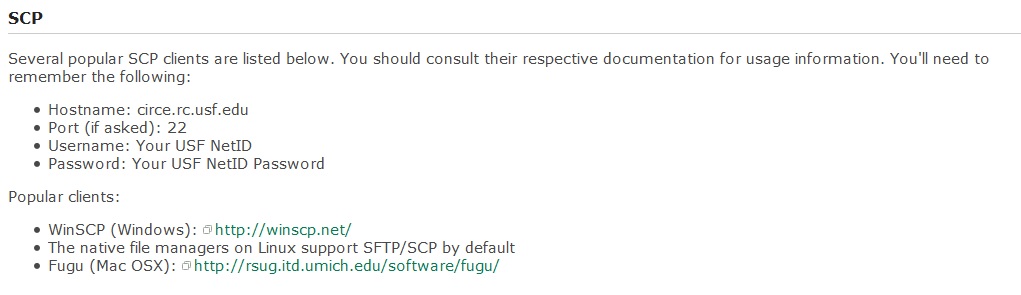 SCP
Several popular SCP clients are listed below. You should consult their respective documentation for usage information. You'll need to
remember the following:
• Hostname: circe.rc.usf.edu
• Port (if asked): 22
• Username: Your USF NetID
• Password: Your USF NetID Password
Popular clients:
• WinSCP (Windows): http://winscp.net/
• The native file managers on Linux support SFTP/SCP by default
• Fugu (Mac OSX): http://rsug.itd.umich.edu/software/fugu/